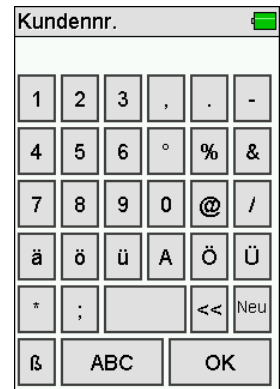 Kundennr.
1 2 3 , . -
4 5 6 ° % &
7 8 9 0 @ /
ä ö ü A Ö Ü
* ; << Neu
ß ABC OK